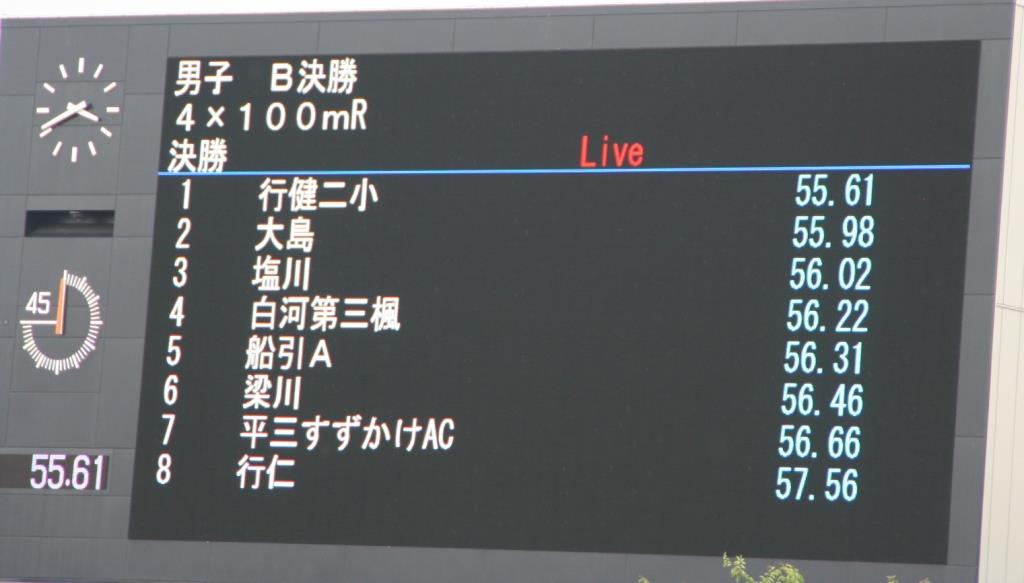 男子 B決勝
4×100mR
決勝 Live
1 行健二小 55.61
2 大島 55.98
3 塩川 56.02
4 白河第三楓 56.22
5 船引A 56.31
6 梁川 56.46
7 平三すずかけAC 56.66
8 行仁 57.56
45
55.61